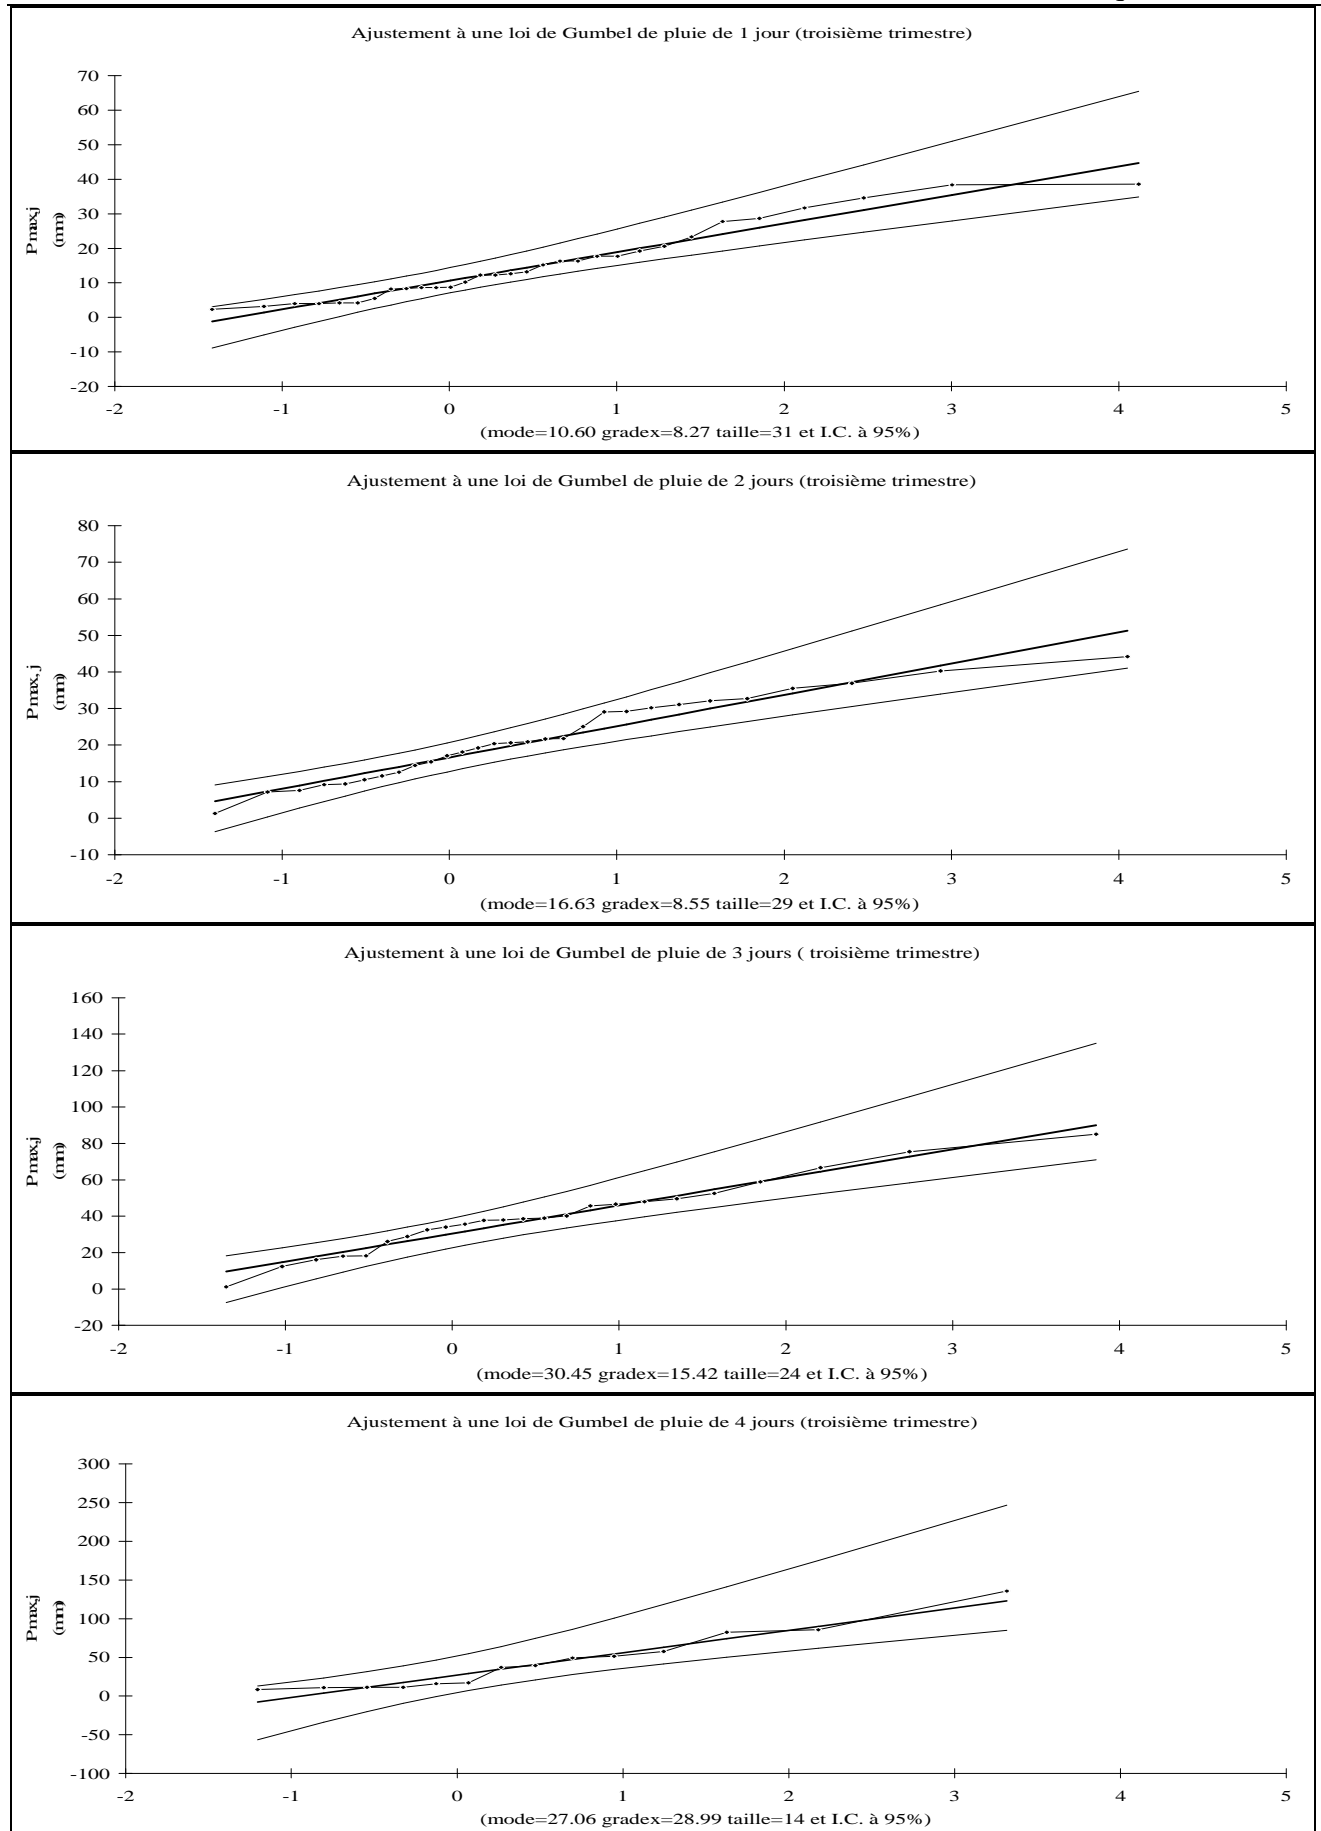 Ajustement à une loi de Gumbel de pluie de 1 jour (troisième trimestre)
70
60
50
40
30
20
10
0
-10
-20
Pmax,j
(mm)
-2 -1 0 1 2 3 4 5
(mode=10.60 gradex=8.27 taille=31 et I.C. à 95%)
Ajustement à une loi de Gumbel de pluie de 2 jours (troisième trimestre)
80
70
60
50
40
30
20
10
0
-10
Pmax, j
(mm)
-2 -1 0 1 2 3 4 5
(mode=16.63 gradex=8.55 taille=29 et I.C. à 95%)
Ajustement à une loi de Gumbel de pluie de 3 jours ( troisième trimestre)
160
140
120
100
80
60
40
20
0
-20
Pmax,j
(mm)
-2 -1 0 1 2 3 4 5
(mode=30.45 gradex=15.42 taille=24 et I.C. à 95%)
Ajustement à une loi de Gumbel de pluie de 4 jours (troisième trimestre)
300
250
200
150
100
50
0
-50
-100
Pmax,j
(mm)
-2 -1 0 1 2 3 4 5
(mode=27.06 gradex=28.99 taille=14 et I.C. à 95%)